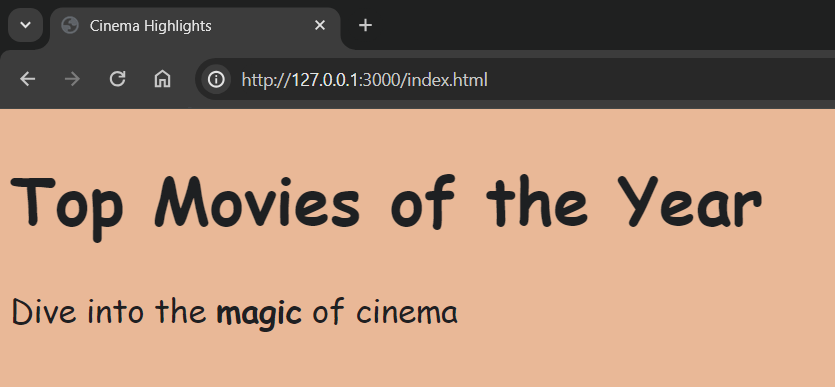 Cinema Highlights
http://127.0.0.1:3000/index.html
Top Movies of the Year
Dive into the magic of cinema